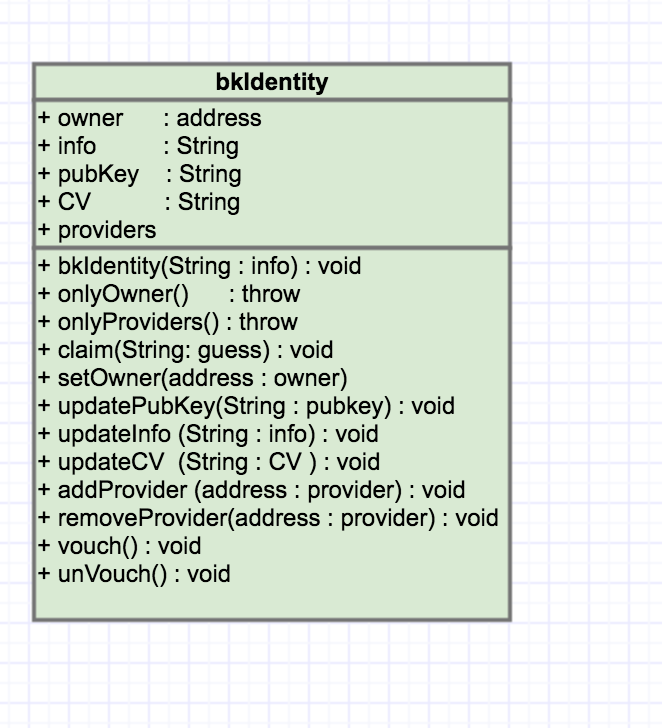 bkIdentity
+ owner : address
+ info : String
+ pubKey : String
+ CV : String
+ providers
+ bkIdentity(String : info) : void
+ onlyOwner() : throw
+ onlyProviders() : throw
+ claim(String: guess) : void
+ setOwner(address : owner)
+ updatePubKey(String : pubkey) : void
+ updateInfo (String : info) : void
+ updateCV (String : CV ) : void
+ addProvider (address : provider) : void
+ removeProvider(address : provider) : void
+ vouch() : void
+ unVouch() : void